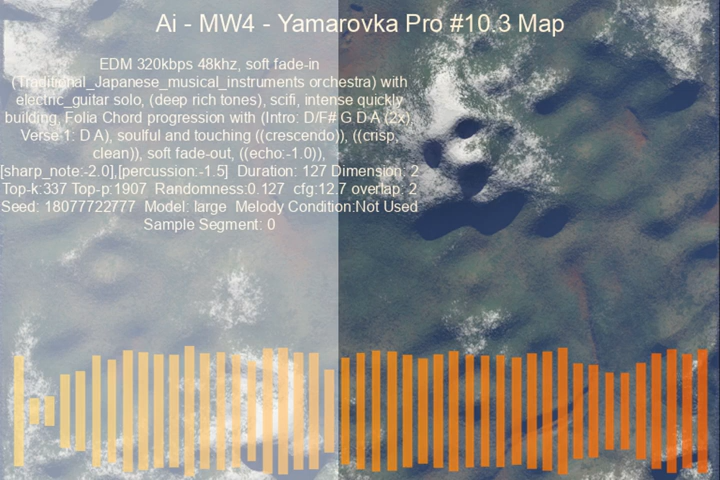 Ai - MW4 - Yamarovka Pro #10.3 Map
EDM 320kbps 48khz, soft fade-in
(Traditional_Japanese_musical_instruments orchestra) with
electric_guitar solo, (deep rich tones), scifi, intense quickly
building, Folia Chord progression with (Intro: D/F# G D A (2x),
Verse 1: D A), soulful and touching ((crescendo)), ((crisp,
clean)), soft fade-out, ((echo:-1.0)),
[sharp_note:-2.0],[percussion:-1.5] Duration: 127 Dimension: 2
Top-k:337 Top-p:1907 Randomness:0.127 cfg:12.7 overlap: 2
Seed: 18077722777 Model: large Melody Condition:Not Used
Sample Segment: 0